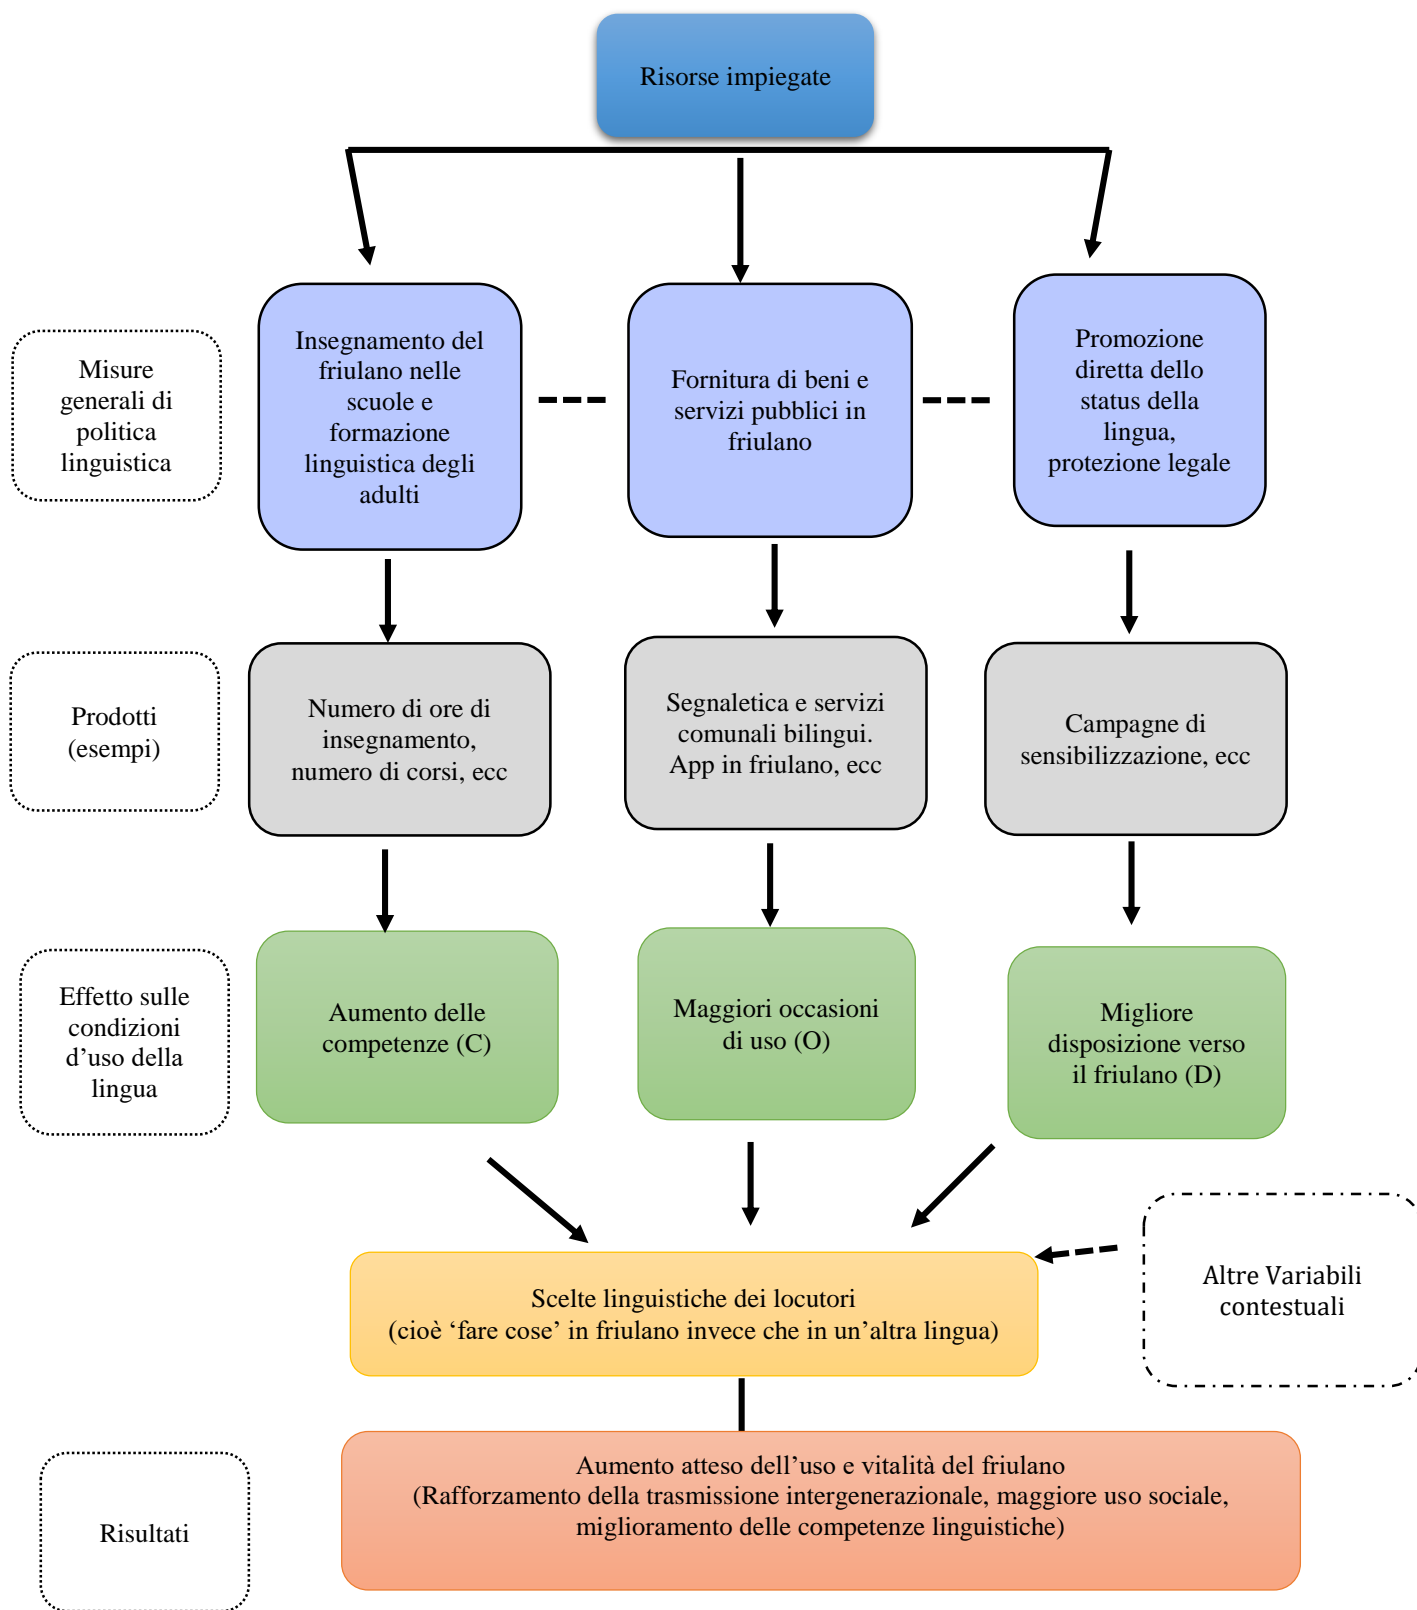 Risorse impiegate
Misure
generali di
politica
linguistica
Insegnamento del
friulano nelle
scuole e
formazione
linguistica degli
adulti
Fornitura di beni e
servizi pubblici in
friulano
Promozione
diretta dello
status della
lingua,
protezione legale
Prodotti
(esempi)
Numero di ore di
insegnamento,
numero di corsi, ecc
Segnaletica e servizi
comunali bilingui.
App in friulano, ecc
Campagne di
sensibilizzazione, ecc
Effetto sulle
condizioni
d’uso della
lingua
Aumento delle
competenze (C)
Maggiori occasioni
di uso (O)
Migliore
disposizione verso
il friulano (D)
Altre Variabili
contestuali
Scelte linguistiche dei locutori
(cioè ‘fare cose’ in friulano invece che in un’altra lingua)
Risultati
Aumento atteso dell’uso e vitalità del friulano
(Rafforzamento della trasmissione intergenerazionale, maggiore uso sociale,
miglioramento delle competenze linguistiche)